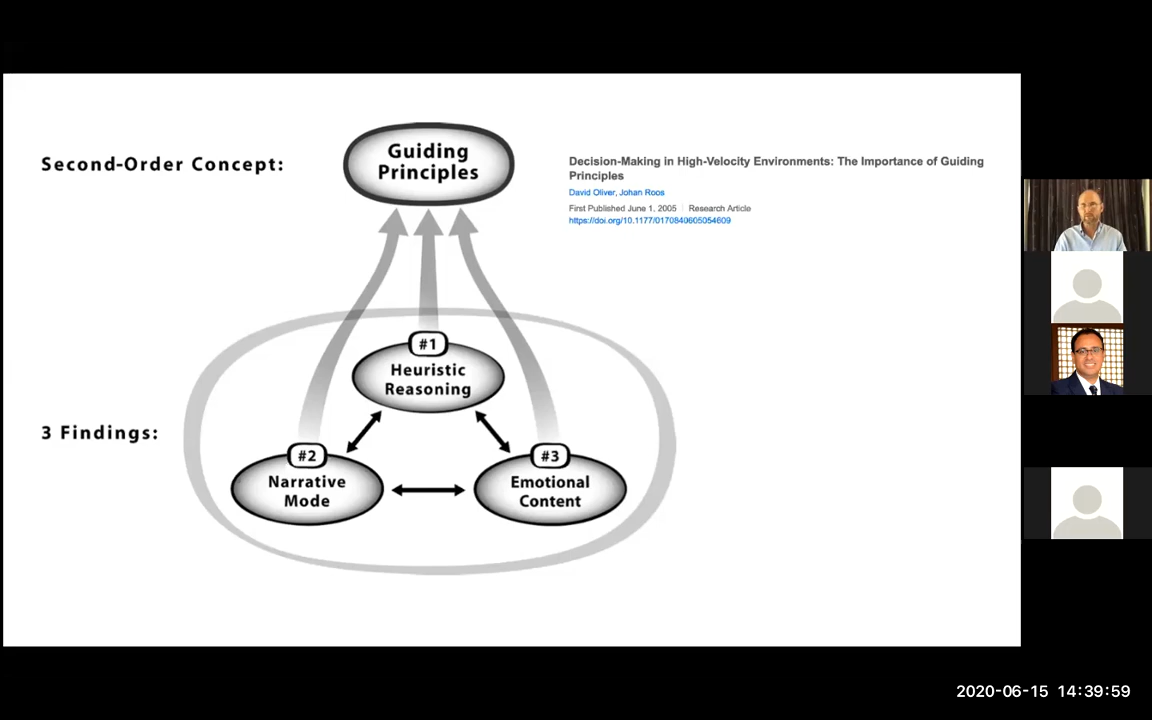 Second-Order Concept:
Guiding
Principles
Decision-Making in High-Velocity Environments: The Importance of Guiding
Principles
David Oliver, Johan Roos
First Published June 1, 2005 | Research Article
https://doi.org/10.1177/0170840605054609
#1
Heuristic
Reasoning
3 Findings:
#2
Narrative
Mode
#3
Emotional
Content
2020-06-15 14:39:59